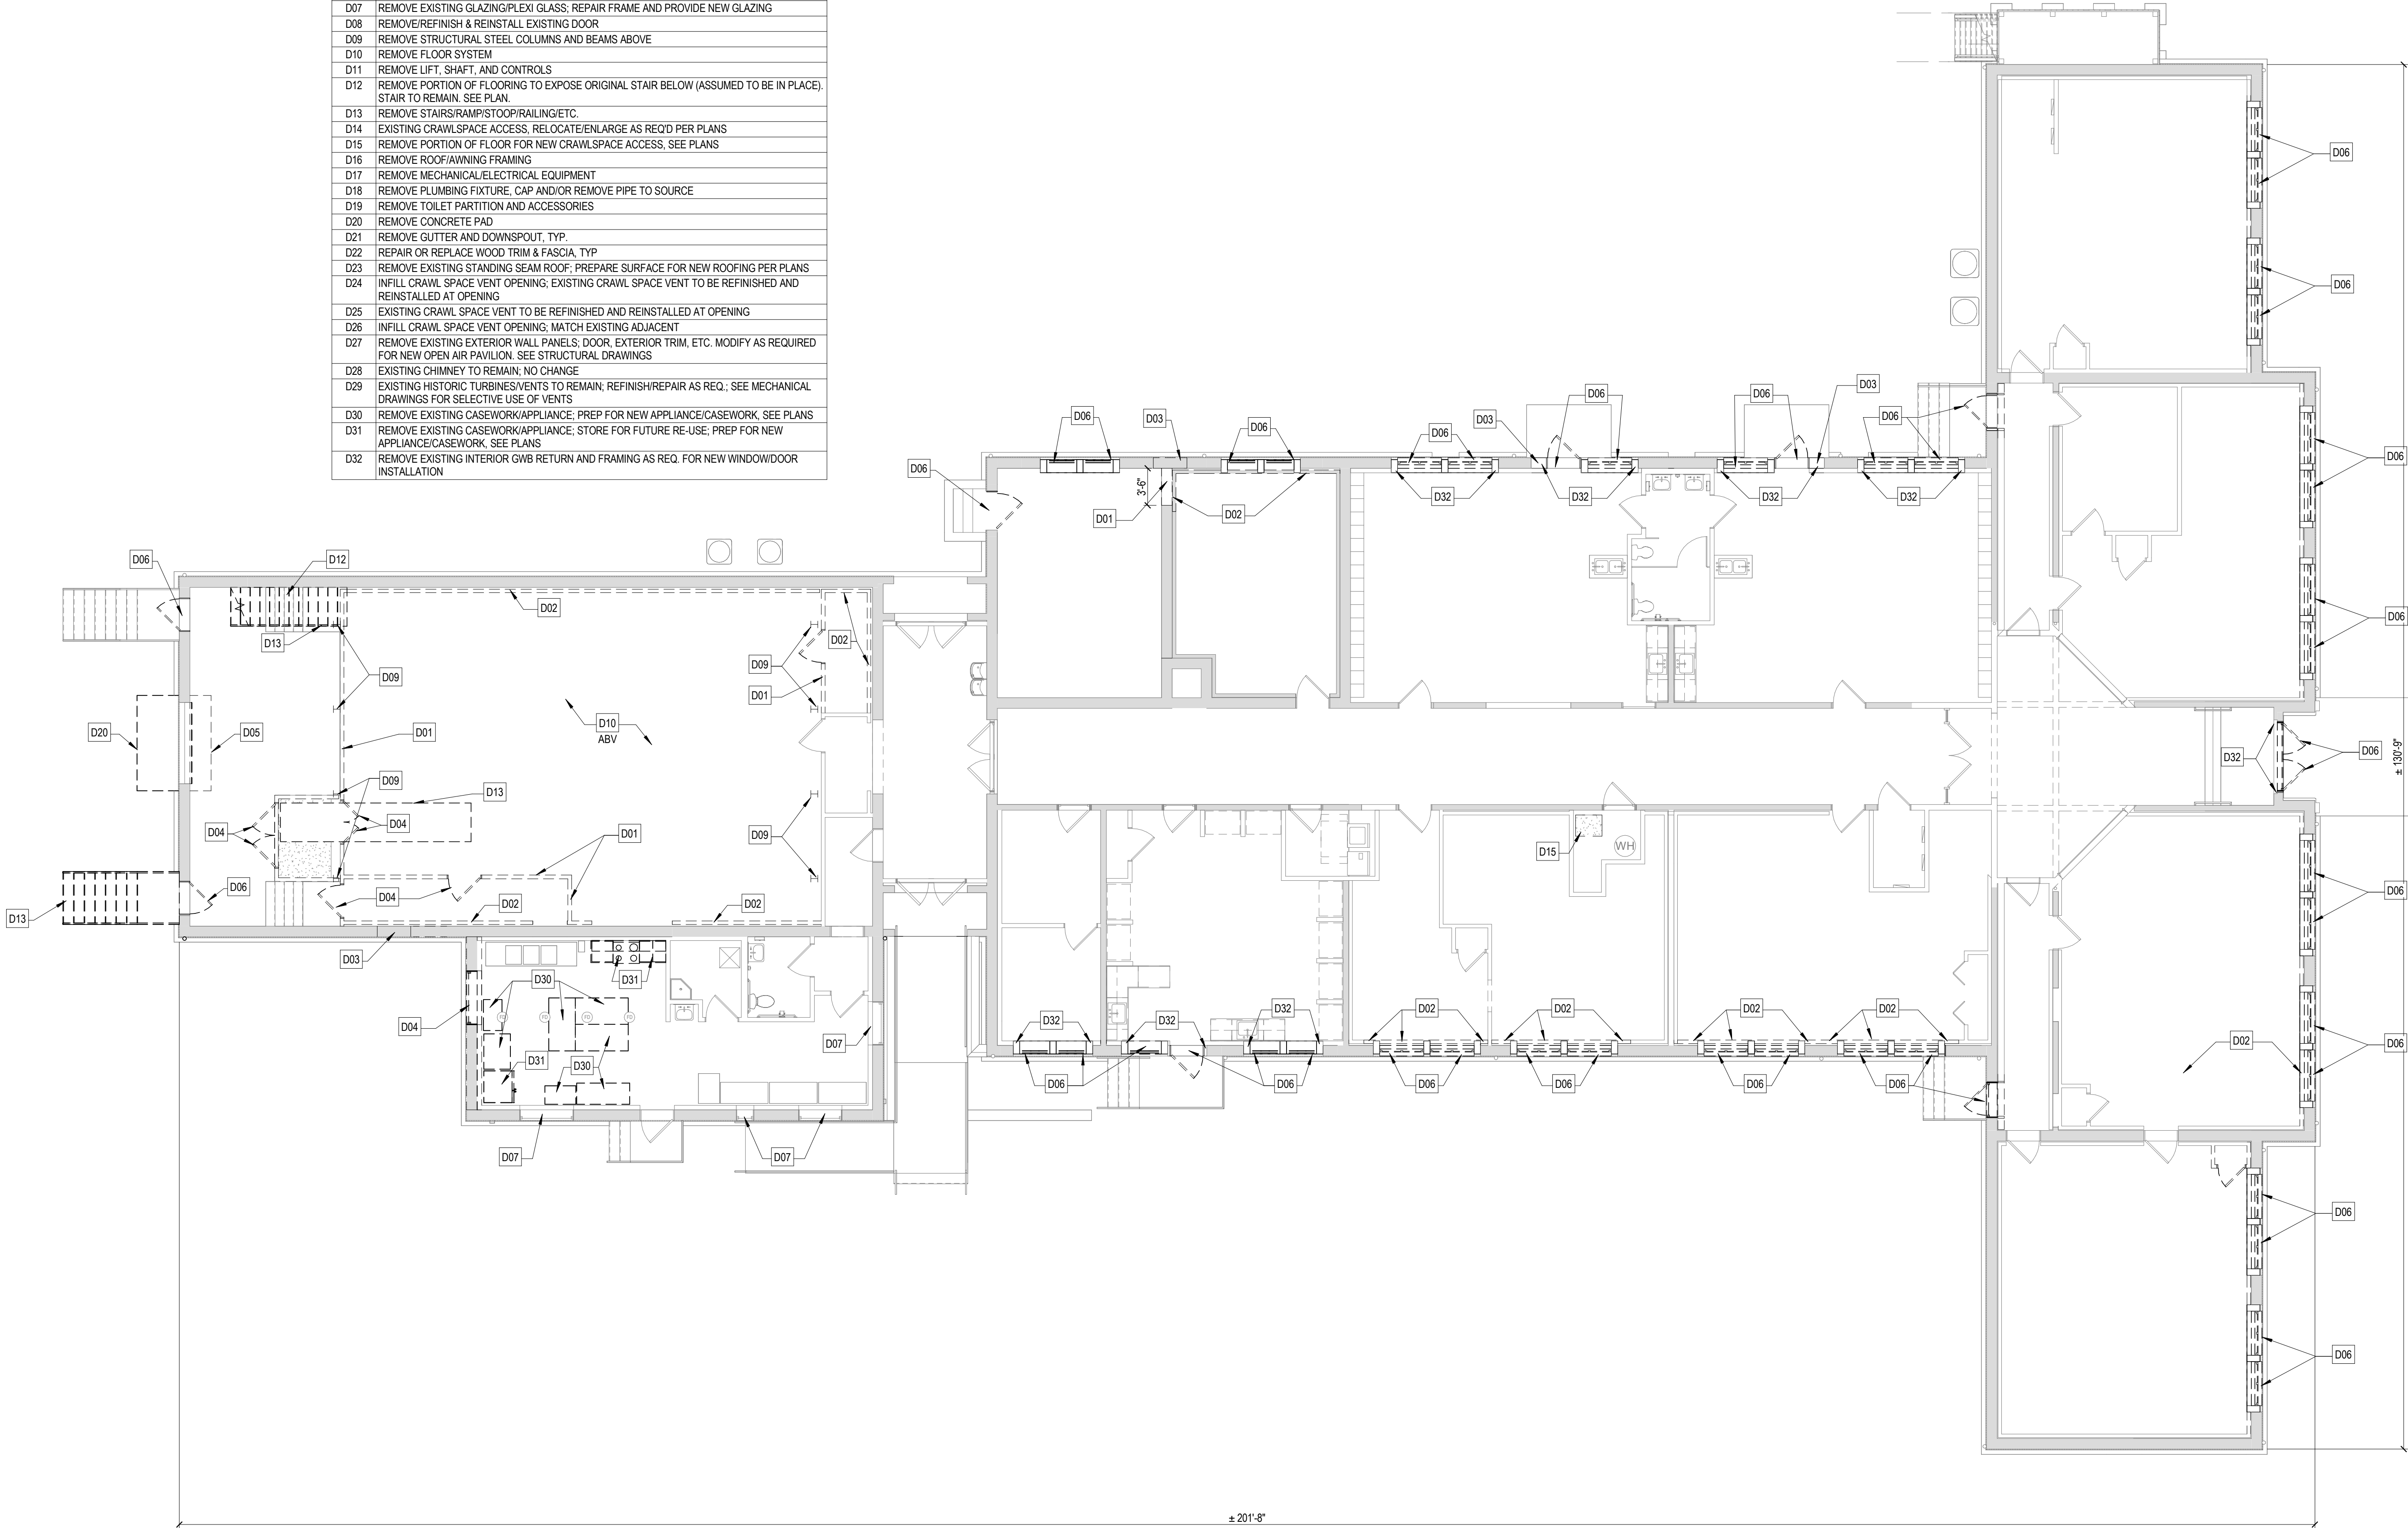 D07 REMOVE EXISTING GLAZING/PLEXI GLASS; REPAIR FRAME AND PROVIDE NEW GLAZING
D08 REMOVE/REFINISH & REINSTALL EXISTING DOOR
D09 REMOVE STRUCTURAL STEEL COLUMNS AND BEAMS ABOVE
D10 REMOVE FLOOR SYSTEM
D11 REMOVE LIFT, SHAFT, AND CONTROLS
D12 REMOVE PORTION OF FLOORING TO EXPOSE ORIGINAL STAIR BELOW (ASSUMED TO BE IN PLACE).
STAIR TO REMAIN. SEE PLAN.
D13 REMOVE STAIRS/RAMP/STOOP/RAILING/ETC.
D14 EXISTING CRAWLSPACE ACCESS, RELOCATE/ENLARGE AS REQ'D PER PLANS
D15 REMOVE PORTION OF FLOOR FOR NEW CRAWLSPACE ACCESS, SEE PLANS
D16 REMOVE ROOF/AWNING FRAMING
D17 REMOVE MECHANICAL/ELECTRICAL EQUIPMENT
D18 REMOVE PLUMBING FIXTURE, CAP AND/OR REMOVE PIPE TO SOURCE
D19 REMOVE TOILET PARTITION AND ACCESSORIES
D20 REMOVE CONCRETE PAD
D21 REMOVE GUTTER AND DOWNSPOUT, TYP.
D22 REPAIR OR REPLACE WOOD TRIM & FASCIA, TYP
D23 REMOVE EXISTING STANDING SEAM ROOF; PREPARE SURFACE FOR NEW ROOFING PER PLANS
D24 INFILL CRAWL SPACE VENT OPENING; EXISTING CRAWL SPACE VENT TO BE REFINISHED AND
REINSTALLED AT OPENING
D25 EXISTING CRAWL SPACE VENT TO BE REFINISHED AND REINSTALLED AT OPENING
D26 INFILL CRAWL SPACE VENT OPENING; MATCH EXISTING ADJACENT
D27 REMOVE EXISTING EXTERIOR WALL PANELS; DOOR, EXTERIOR TRIM, ETC. MODIFY AS REQUIRED
FOR NEW OPEN AIR PAVILION. SEE STRUCTURAL DRAWINGS
D28 EXISTING CHIMNEY TO REMAIN; NO CHANGE
D29 EXISTING HISTORIC TURBINES/VENTS TO REMAIN; REFINISH/REPAIR AS REQ.; SEE MECHANICAL
DRAWINGS FOR SELECTIVE USE OF VENTS
D30 REMOVE EXISTING CASEWORK/APPLIANCE; PREP FOR NEW APPLIANCE/CASEWORK, SEE PLANS
D31 REMOVE EXISTING CASEWORK/APPLIANCE; STORE FOR FUTURE RE-USE; PREP FOR NEW
APPLIANCE/CASEWORK, SEE PLANS
D32 REMOVE EXISTING INTERIOR GWB RETURN AND FRAMING AS REQ. FOR NEW WINDOW/DOOR
INSTALLATION
D06
D06
D06 D03 D06 D06 D03 D06 D03 D06 D06
D06 D06
D32 D32 D32 D32
3'-6"
D01 D02
D06 D12
D02
D13 D02
D09
D09 D01
D06
D20 D05 D10 D01
ABV
D32 D06
± 130'-9"
D09 D13
D04 D04 D01 D09
D15 WH
D06 D04 D02 D02
D13
D06
D03
D30 D31
FD FD FD
D04 D07
D31 D30
D32 D32 D32 D02 D02 D02 D02
D02 D06
D06 D06 D06 D06 D06 D06
D07 D07
D06
D06
± 201'-8"